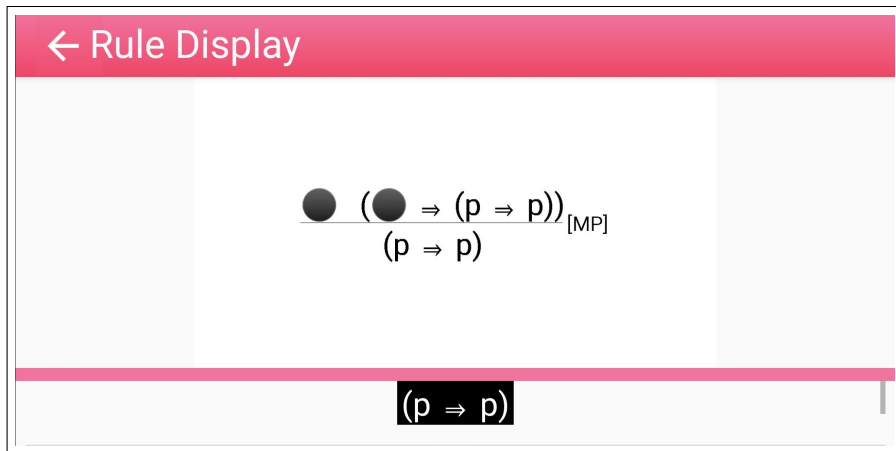 ← Rule Display
● (● ⇒ (p ⇒ p)) [MP]
(p ⇒ p)
(p ⇒ p)